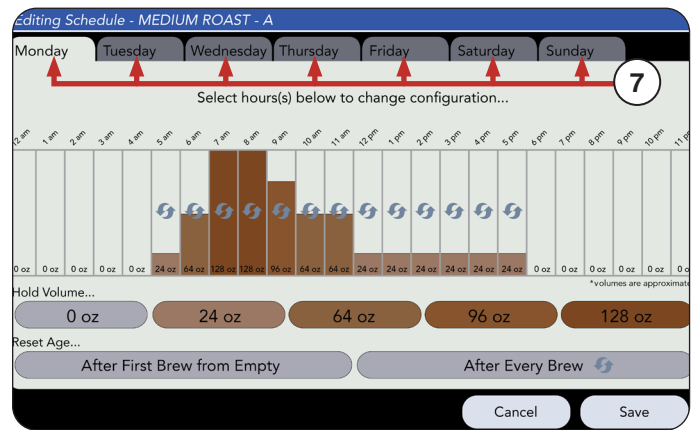 Editing Schedule - MEDIUM ROAST - A
Monday Tuesday Wednesday Thursday Friday Saturday Sunday
7
Select hours(s) below to change configuration...
12 am 1 am 2 am 3 am 4 am 5 am 6 am 7 am 8 am 9 am 10 am 11 am 12 pm 1 pm 2 pm 3 pm 4 pm 5 pm 6 pm 7 pm 8 pm 9 pm 10 pm 11 p
0 oz 0 oz 0 oz 0 oz 0 oz 24 oz 64 oz 128 oz 128 oz 96 oz 64 oz 64 oz 24 oz 24 oz 24 oz 24 oz 24 oz 24 oz 0 oz 0 oz 0 oz 0 oz 0 oz 0 o
*volumes are approximate
Hold Volume...
0 oz 24 oz 64 oz 96 oz 128 oz
Reset Age...
After First Brew from Empty After Every Brew
Cancel Save